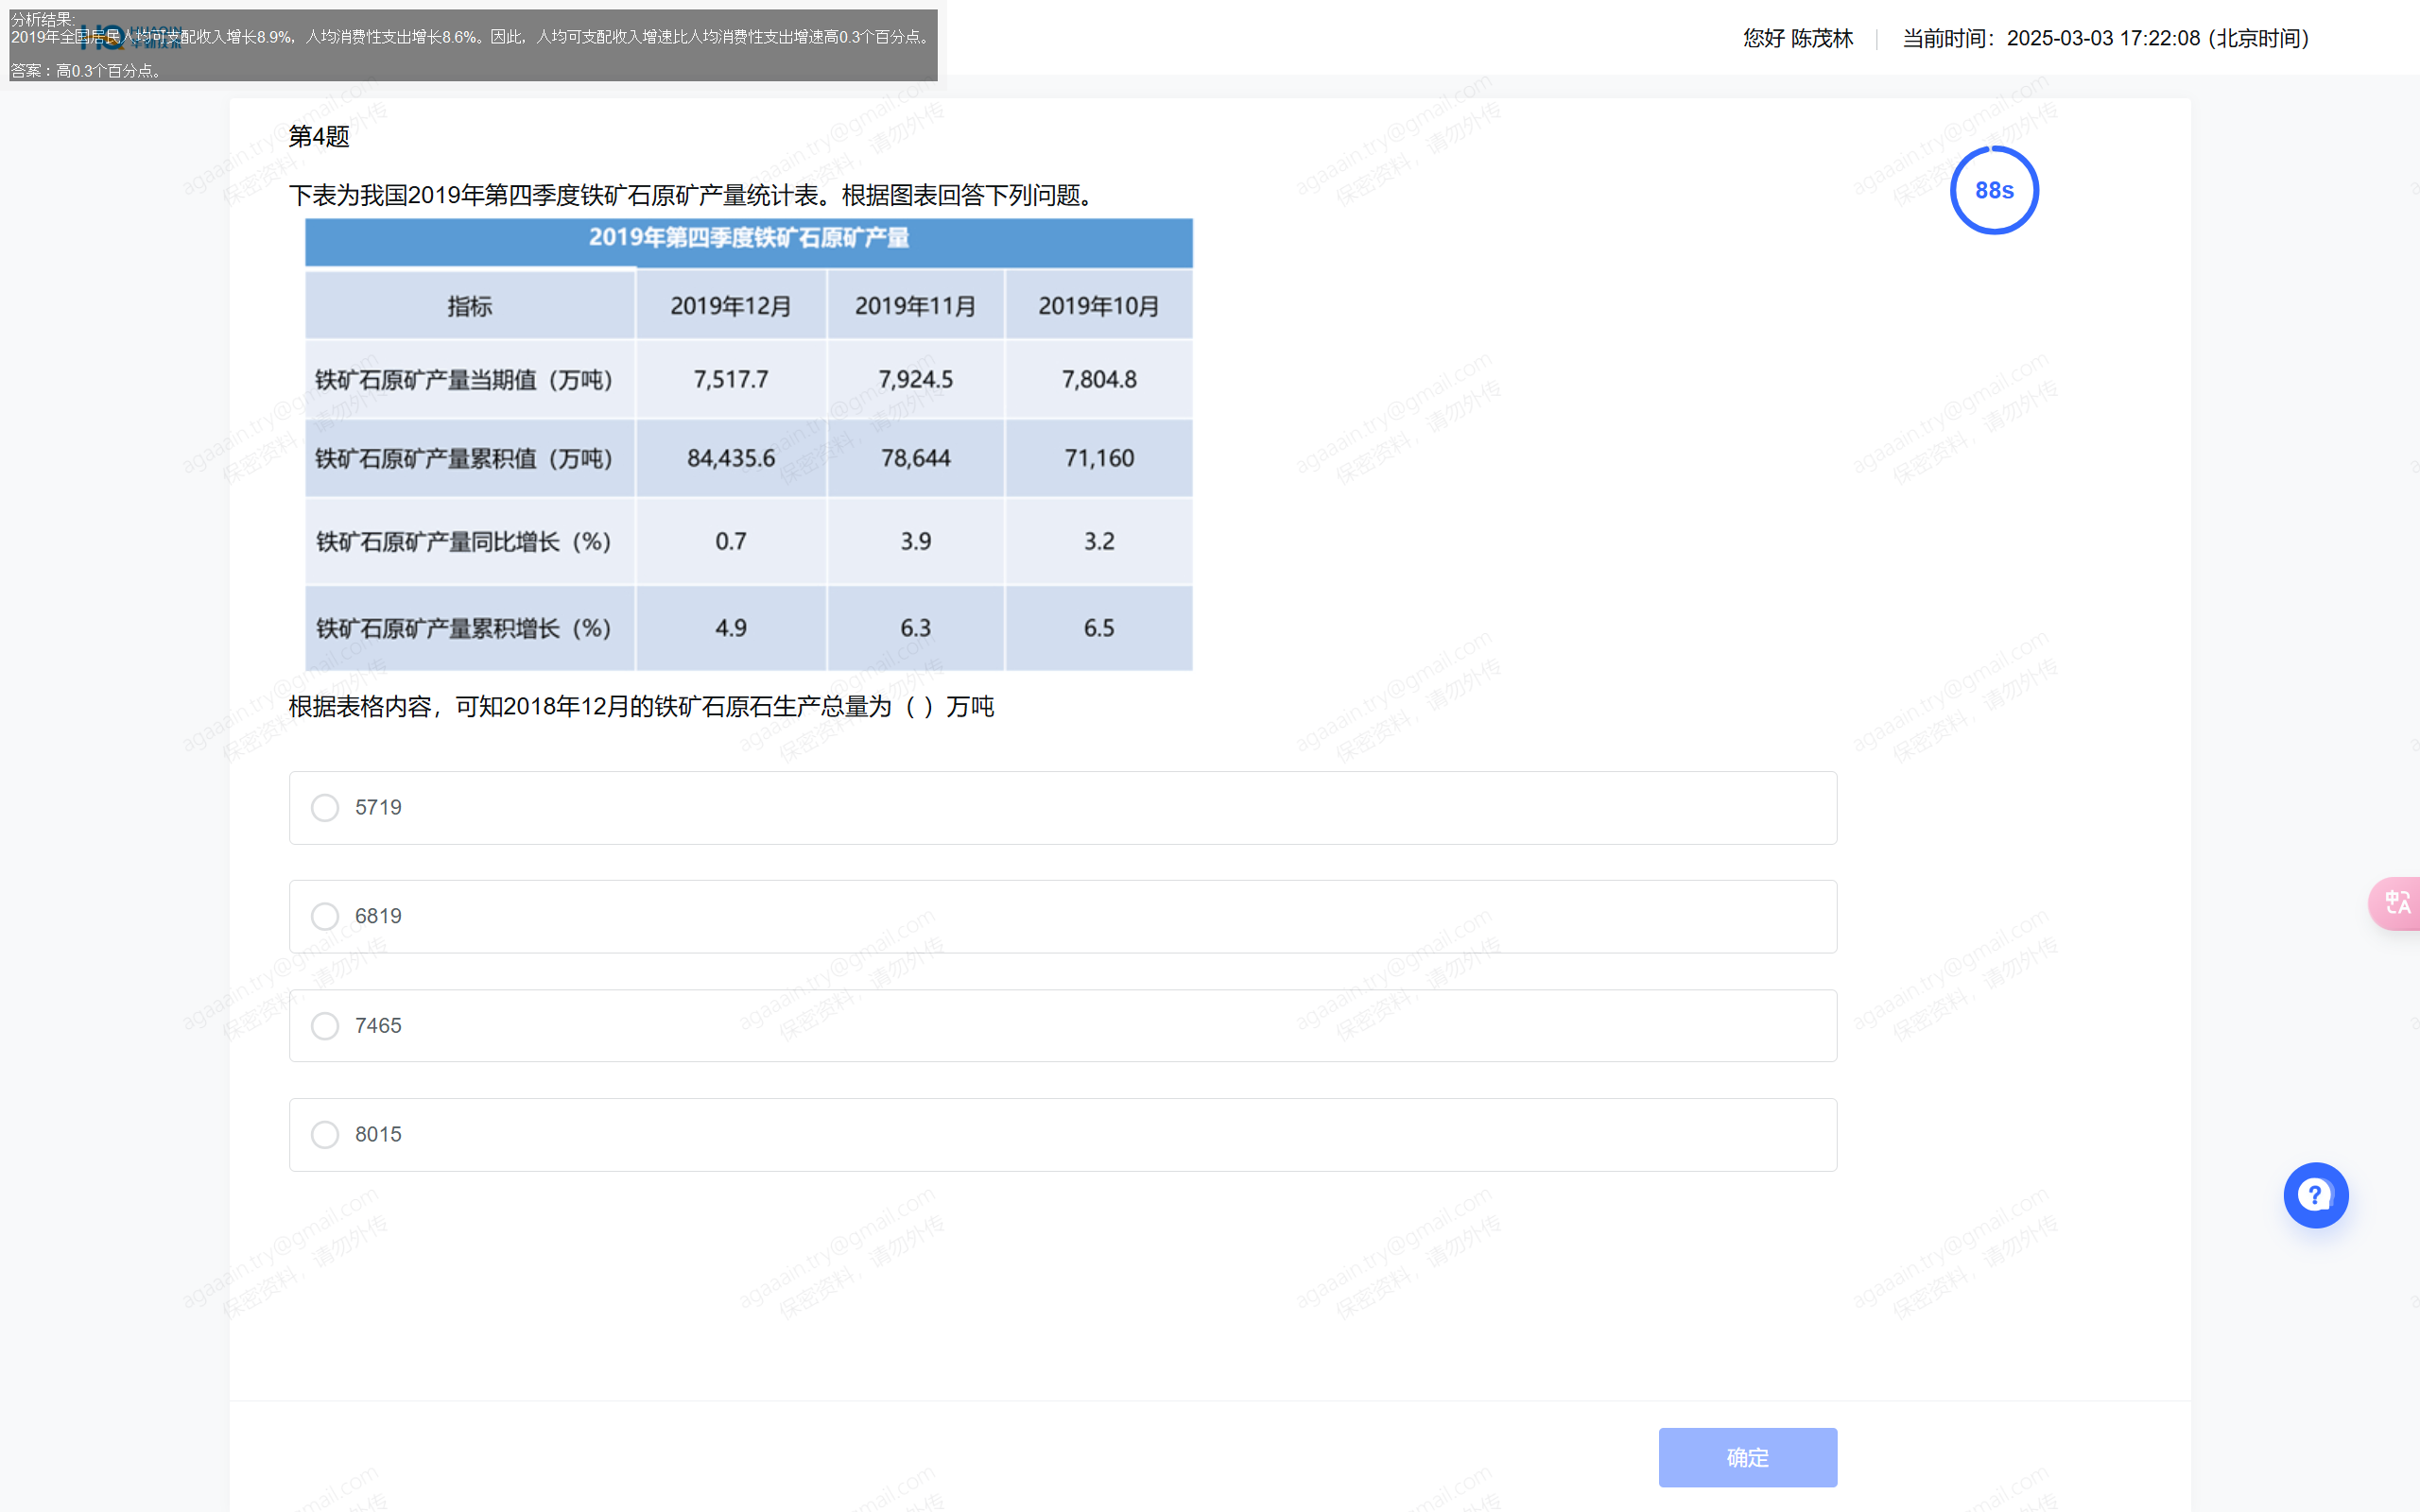 分析结果:
2019年全国居民人均可支配收入增长8.9%，人均消费性支出增长8.6%。因此，人均可支配收入增速比人均消费性支出增速高0.3个百分点。
答案：高0.3个百分点。
您好 陈茂林 | 当前时间：2025-03-03 17:22:08 (北京时间)
第4题
88s
下表为我国2019年第四季度铁矿石原矿产量统计表。根据图表回答下列问题。
2019年第四季度铁矿石原矿产量
指标 2019年12月 2019年11月 2019年10月
铁矿石原矿产量当期值（万吨） 7,517.7 7,924.5 7,804.8
铁矿石原矿产量累积值（万吨） 84,435.6 78,644 71,160
铁矿石原矿产量同比增长（%） 0.7 3.9 3.2
铁矿石原矿产量累积增长（%） 4.9 6.3 6.5
根据表格内容，可知2018年12月的铁矿石原石生产总量为（ ）万吨
5719
6819
7465
8015
确定
agaaain.try@gmail.com
保密资料，请勿外传